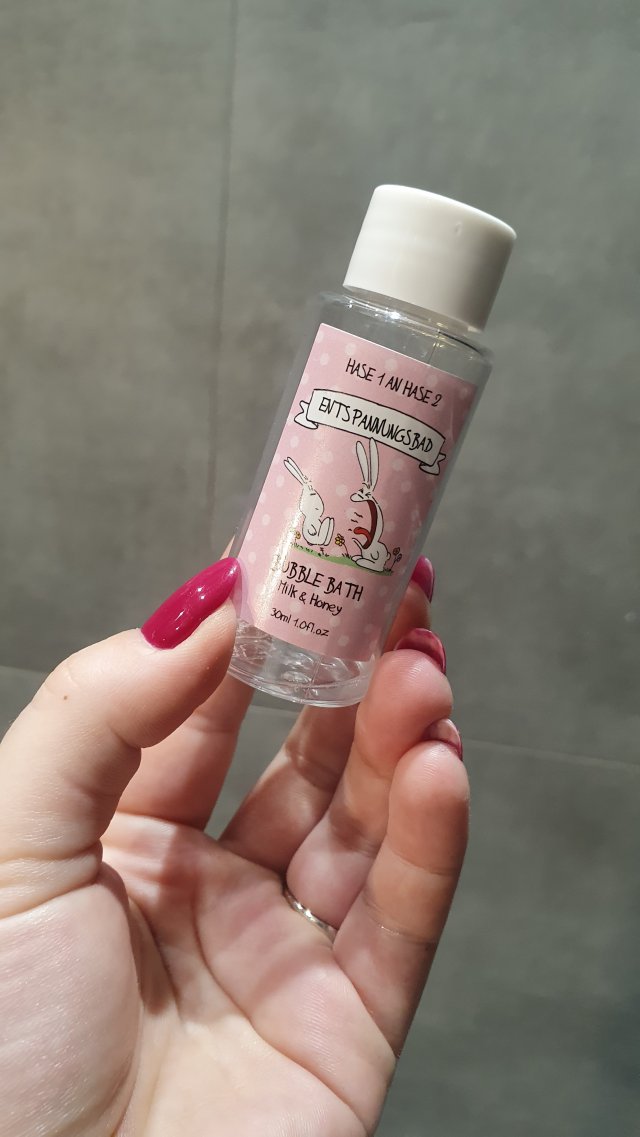 HASE 1 AN HASE 2
ENTSPANNUNGSBAD
BUBBLE BATH
Milk & Honey
30ml 1.0fl.oz